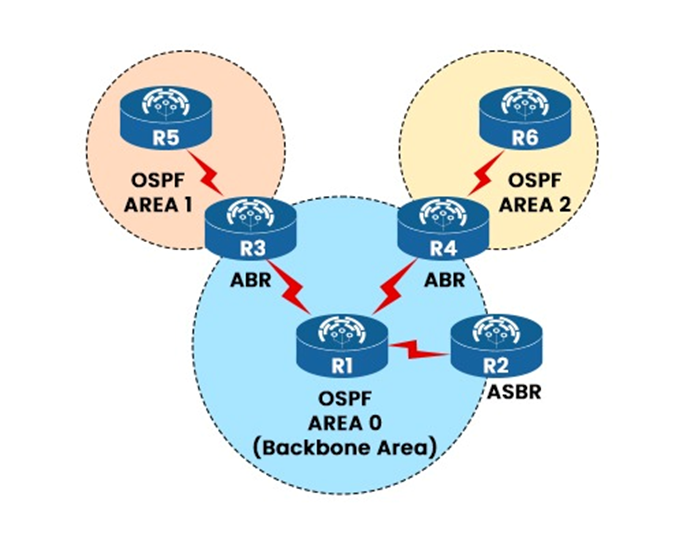 R5
OSPF
AREA 1
R6
OSPF
AREA 2
R3
ABR
R4
ABR
R1
R2
ASBR
OSPF
AREA 0
(Backbone Area)